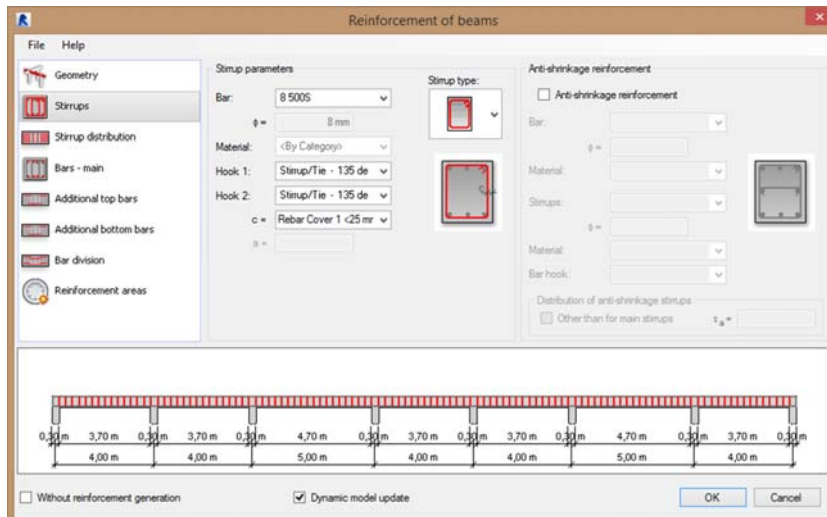 Reinforcement of beams
File Help
Geometry
Stirrups
Stirrup distribution
Bars - main
Additional top bars
Additional bottom bars
Bar division
Reinforcement areas
Stirrup parameters
Bar: 8 500S
ϕ = 8 mm
Material: <By Category>
Hook 1: Stirrup/Tie - 135 de
Hook 2: Stirrup/Tie - 135 de
c = Rebar Cover 1 <25 mr
a =
Stirrup type:
Anti-shrinkage reinforcement
Anti-shrinkage reinforcement
Bar:
ϕ =
Material:
Stirrups:
ϕ =
Material:
Bar hook:
Distribution of anti-shrinkage stirrups
Other than for main stirrups s a =
0,30 m 3,70 m 0,30 m 3,70 m 0,30 m 4,70 m 0,30 m 3,70 m 0,30 m 3,70 m 0,30 m 4,70 m 0,30 m 3,70 m 0,30 m
4,00 m 4,00 m 5,00 m 4,00 m 4,00 m 5,00 m 4,00 m
Without reinforcement generation Dynamic model update OK Cancel